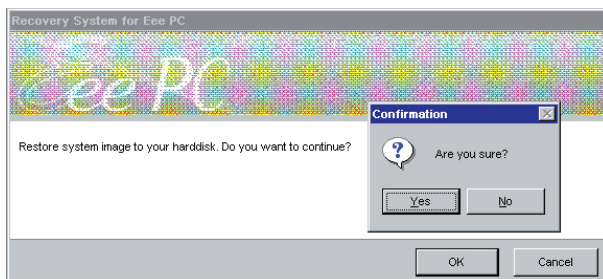 Recovery System for Eee PC
Eee PC
Confirmation
Restore system image to your harddisk. Do you want to continue?
Are you sure?
Yes
No
OK
Cancel